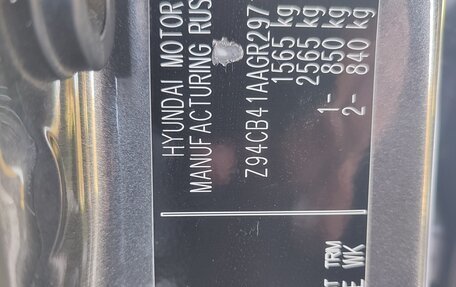 HYUNDAI MOTOR
MANUFACTURING RUS
Z94CB41AAGR297
1565 kg
2565 kg
1- 850 kg
2- 840 kg
T TRM
E WK